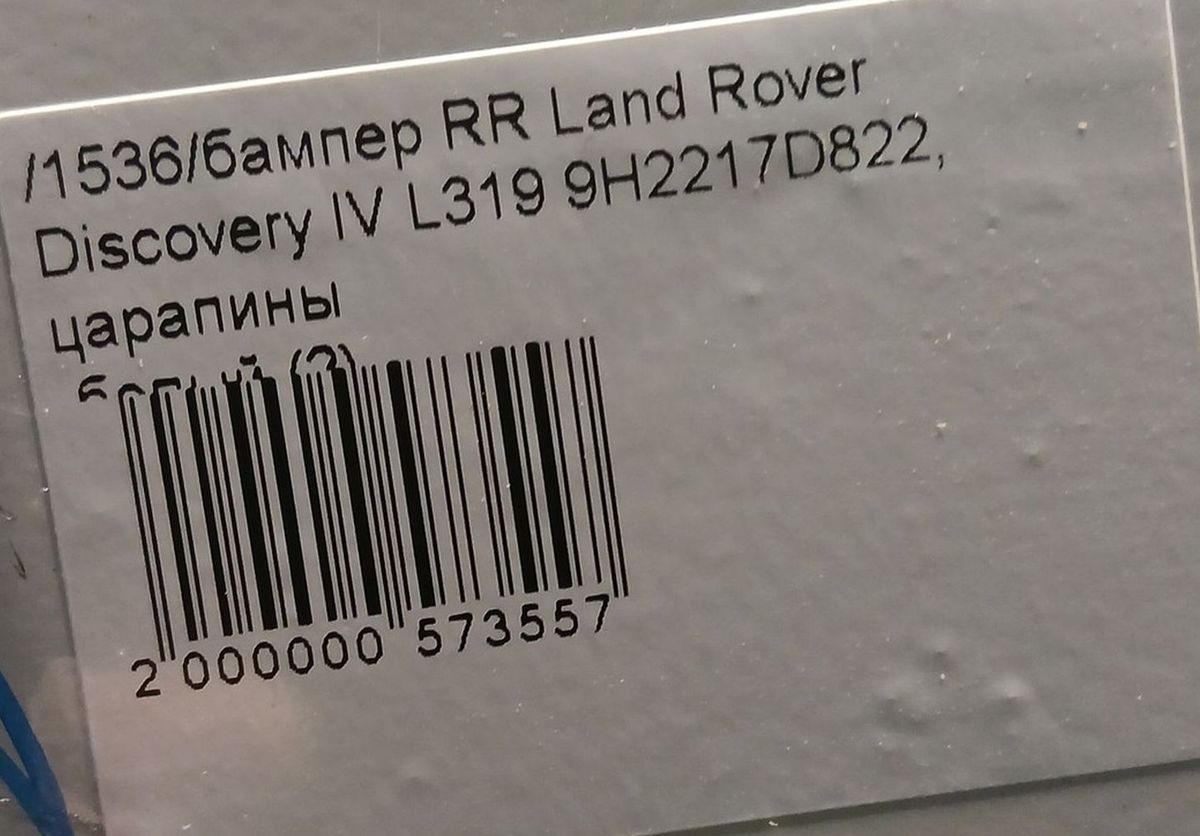 /1536/бампер RR Land Rover
Discovery IV L319 9H2217D822,
царапины
2 000000 573557